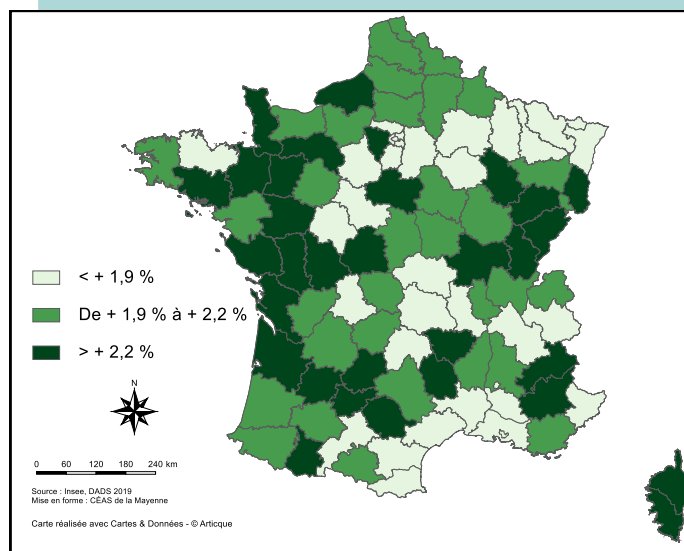 < + 1,9 %
De + 1,9 % à + 2,2 %
> + 2,2 %
N
0 60 120 180 240 km
Source : Insee, DADS 2019
Mise en forme : CÉAS de la Mayenne
Carte réalisée avec Cartes & Données - © Articque